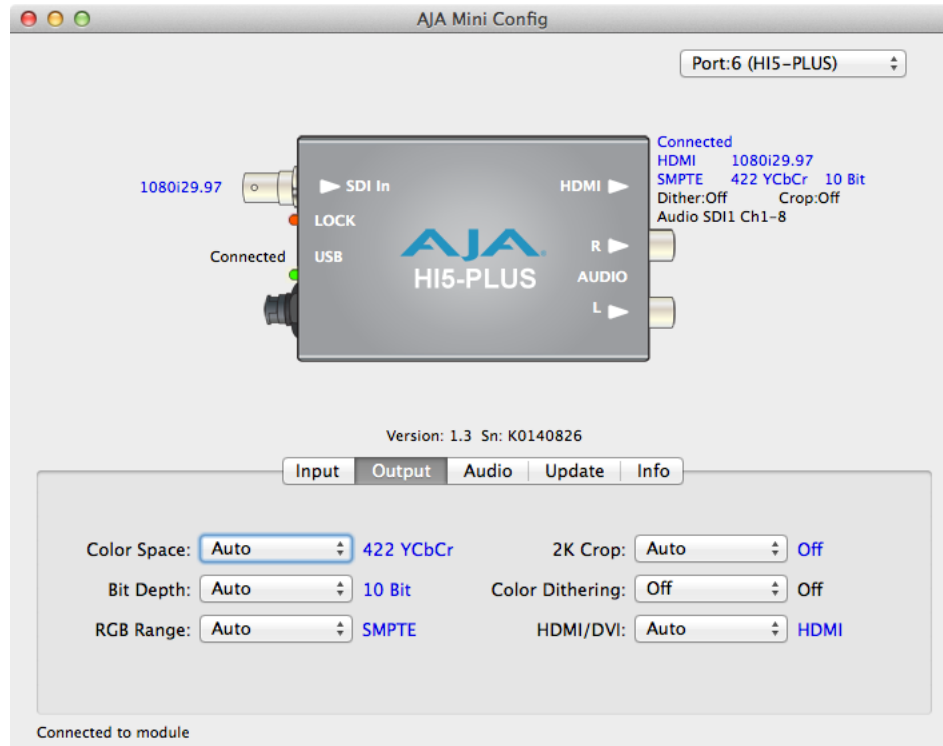 AJA Mini Config
Port:6 (HI5-PLUS)
Connected
HDMI 1080i29.97
SMPTE 422 YCbCr 10 Bit
Dither:Off Crop:Off
Audio SDI1 Ch1-8
1080i29.97
SDI In
HDMI
LOCK
Connected
USB
AJA
HI5-PLUS
R
AUDIO
L
Version: 1.3 Sn: K0140826
Input Output Audio Update Info
Color Space: Auto 422 YCbCr 2K Crop: Auto Off
Bit Depth: Auto 10 Bit Color Dithering: Off Off
RGB Range: Auto SMPTE HDMI/DVI: Auto HDMI
Connected to module